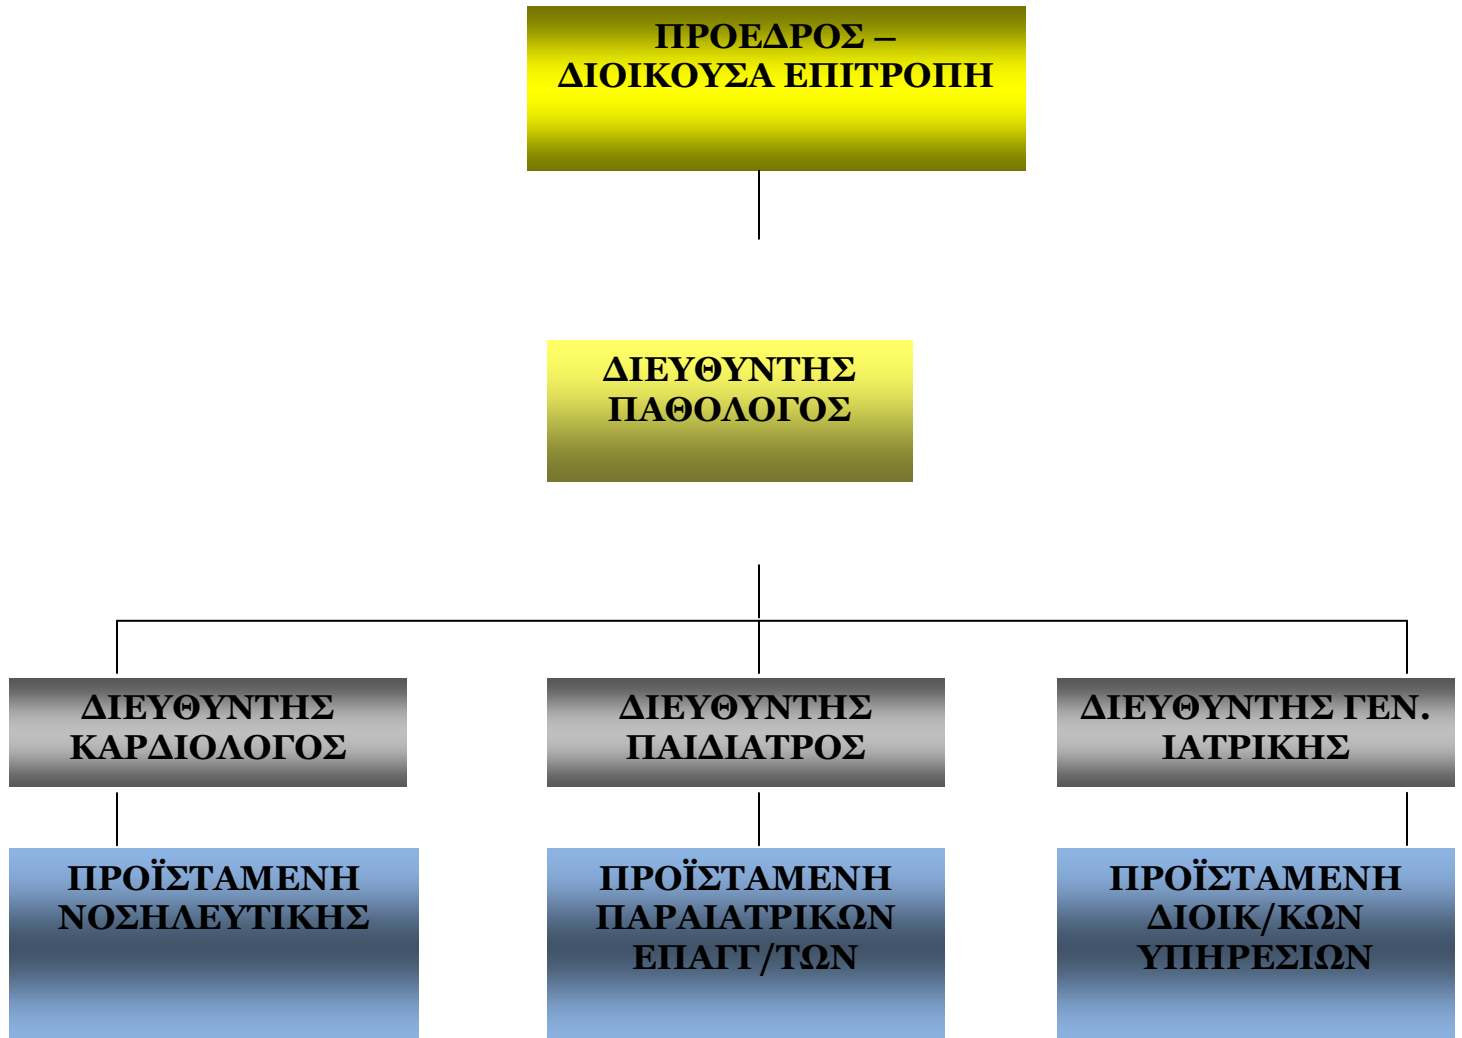 ΠΡΟΕΔΡΟΣ –
ΔΙΟΙΚΟΥΣΑ ΕΠΙΤΡΟΠΗ
ΔΙΕΥΘΥΝΤΗΣ
ΠΑΘΟΛΟΓΟΣ
ΔΙΕΥΘΥΝΤΗΣ
ΚΑΡΔΙΟΛΟΓΟΣ
ΔΙΕΥΘΥΝΤΗΣ
ΠΑΙΔΙΑΤΡΟΣ
ΔΙΕΥΘΥΝΤΗΣ ΓΕΝ.
ΙΑΤΡΙΚΗΣ
ΠΡΟΪΣΤΑΜΕΝΗ
ΝΟΣΗΛΕΥΤΙΚΗΣ
ΠΡΟΪΣΤΑΜΕΝΗ
ΠΑΡΑΙΑΤΡΙΚΩΝ
ΕΠΑΓΓ/ΤΩΝ
ΠΡΟΪΣΤΑΜΕΝΗ
ΔΙΟΙΚ/ΚΩΝ
ΥΠΗΡΕΣΙΩΝ